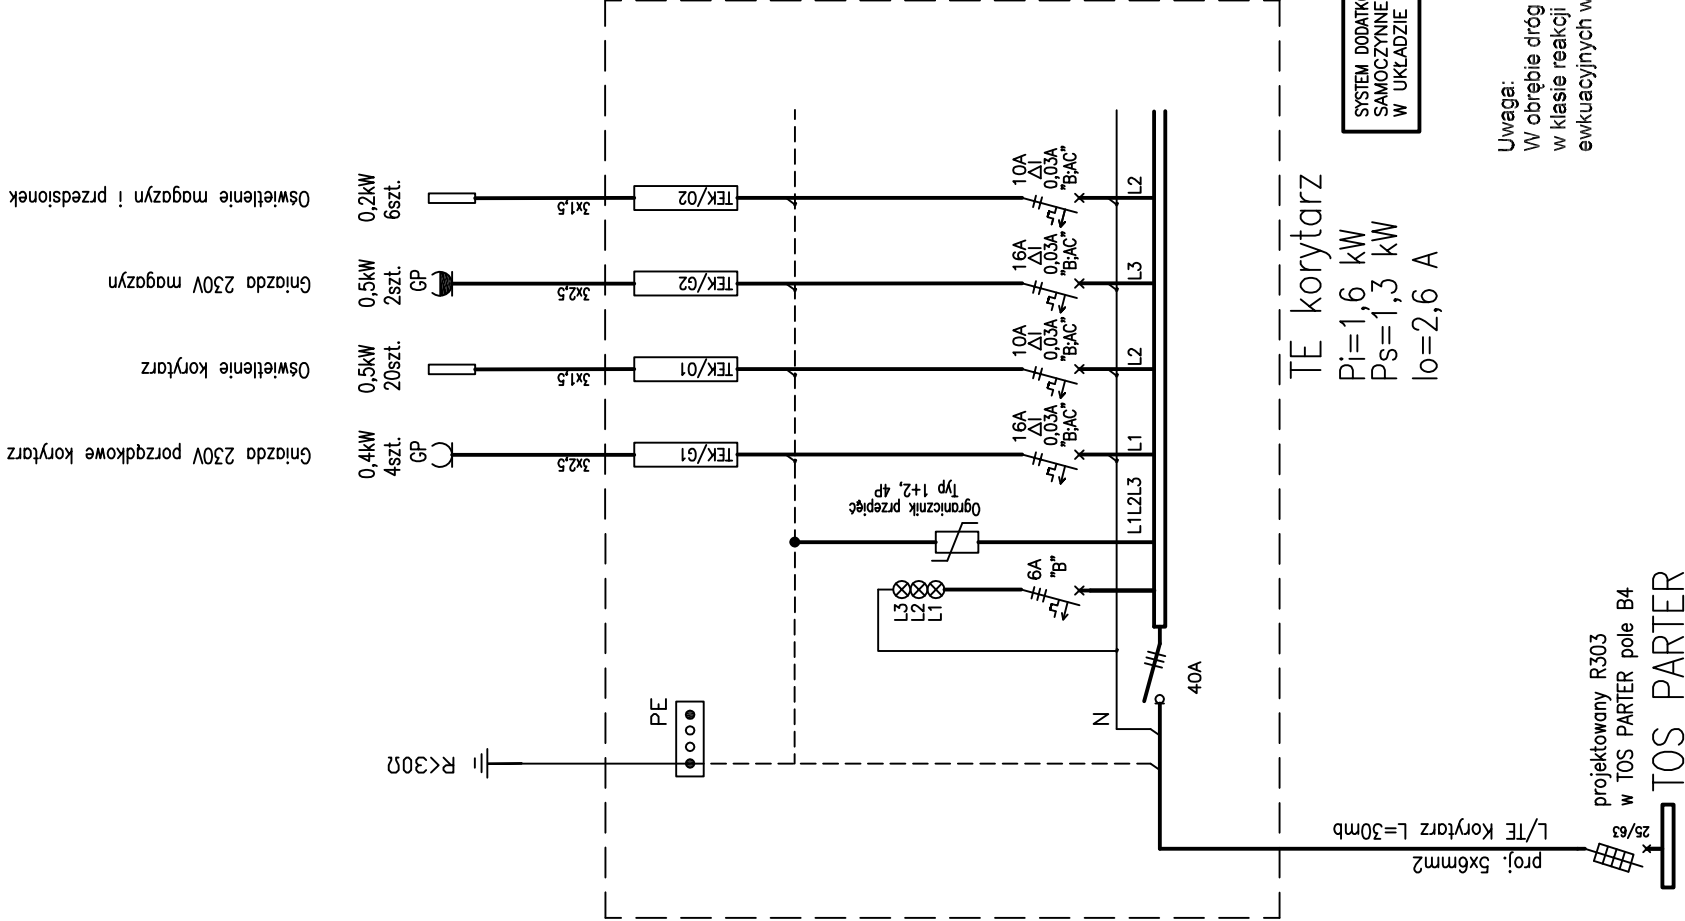 Oświetlenie magazyn i przedsionek
0,2kW
6szt.
3x1,5
TEK/O2
10A
ΔI
0,03A
"B;AC"
L2
Gniazda 230V magazyn
0,5kW
2szt.
GP
3x2,5
TEK/G2
16A
ΔI
0,03A
"B;AC"
L3
Oświetlenie korytarz
0,5kW
20szt.
3x1,5
TEK/O1
10A
ΔI
0,03A
"B;AC"
L2
Gniazda 230V porządkowe korytarz
0,4kW
4szt.
GP
3x2,5
TEK/G1
16A
ΔI
0,03A
"B;AC"
L1
Ogranicznik przepięć
Typ 1+2, 4P
L1L2L3
L3
L2
L1
6A
"B"
40A
N
PE
R<30Ω
TE korytarz
Pi=1,6 kW
Ps=1,3 kW
Io=2,6 A
SYSTEM DODATK
SAMOCZYNNE
W UKŁADZIE
Uwaga:
W obrębie dróg
w klasie reakcji
ewkuacyjnych w
L/TE Korytarz L=30mb
proj. 5x6mm2
25/63
projektowany R303
w TOS PARTER pole B4
TOS PARTER